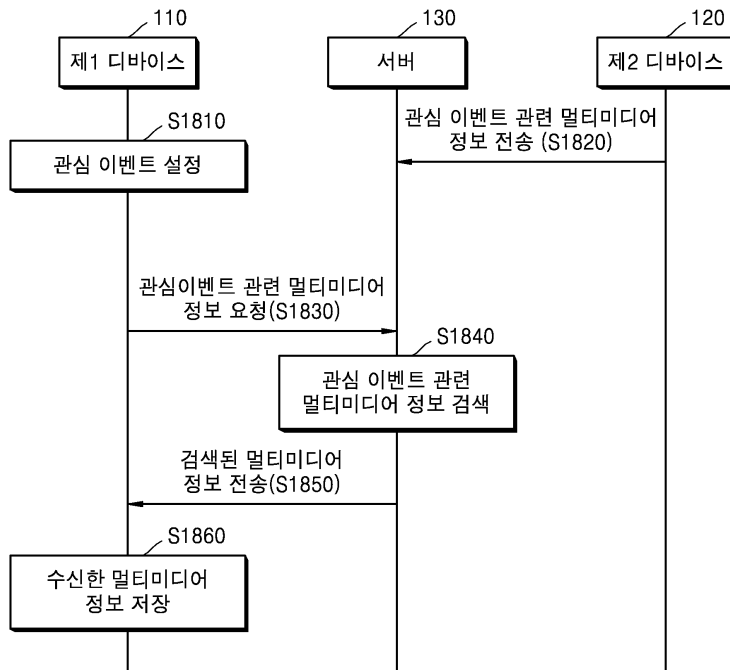 110
130
120
제1 디바이스
서버
제2 디바이스
S1810
관심 이벤트 설정
관심 이벤트 관련 멀티미디어
정보 전송 (S1820)
관심이벤트 관련 멀티미디어
정보 요청(S1830)
S1840
관심 이벤트 관련
멀티미디어 정보 검색
검색된 멀티미디어
정보 전송(S1850)
S1860
수신한 멀티미디어
정보 저장